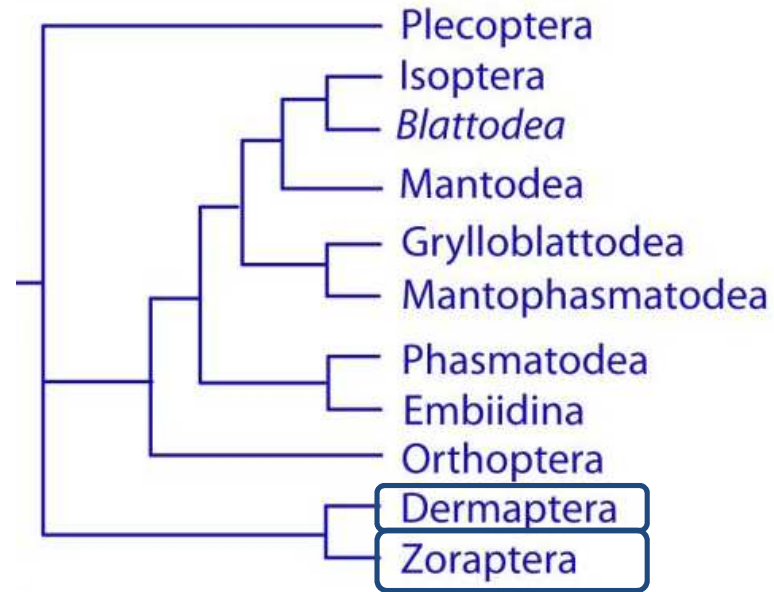 Plecoptera
Isoptera
Blattodea
Mantodea
Grylloblattodea
Mantophasmatodea
Phasmatodea
Embiidina
Orthoptera
Dermaptera
Zoraptera